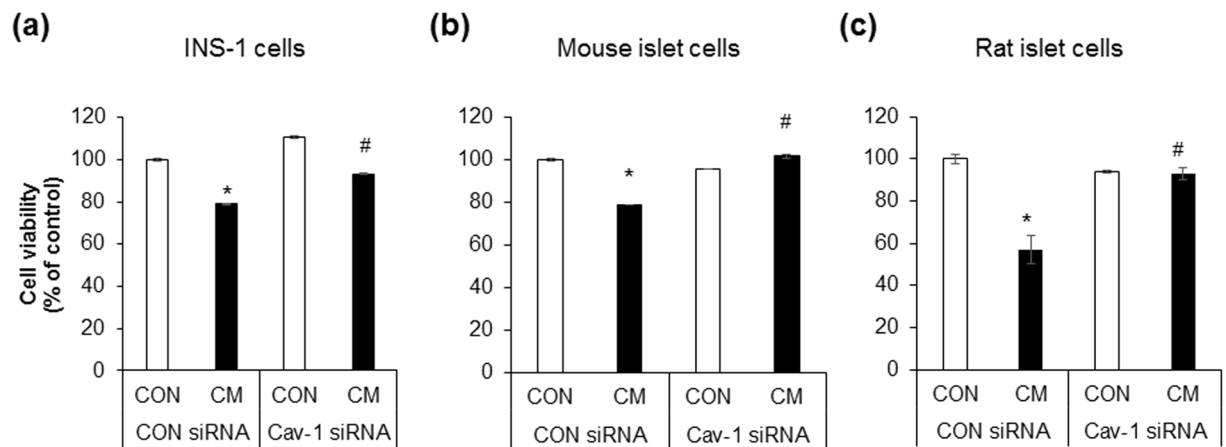 (a)
INS-1 cells
Cell viability
(% of control)
120
100
80
60
40
20
0
*
#
CON CM CON CM
CON siRNA Cav-1 siRNA
(b)
Mouse islet cells
120
100
80
60
40
20
0
*
#
CON CM CON CM
CON siRNA Cav-1 siRNA
(c)
Rat islet cells
120
100
80
60
40
20
0
*
#
CON CM CON CM
CON siRNA Cav-1 siRNA